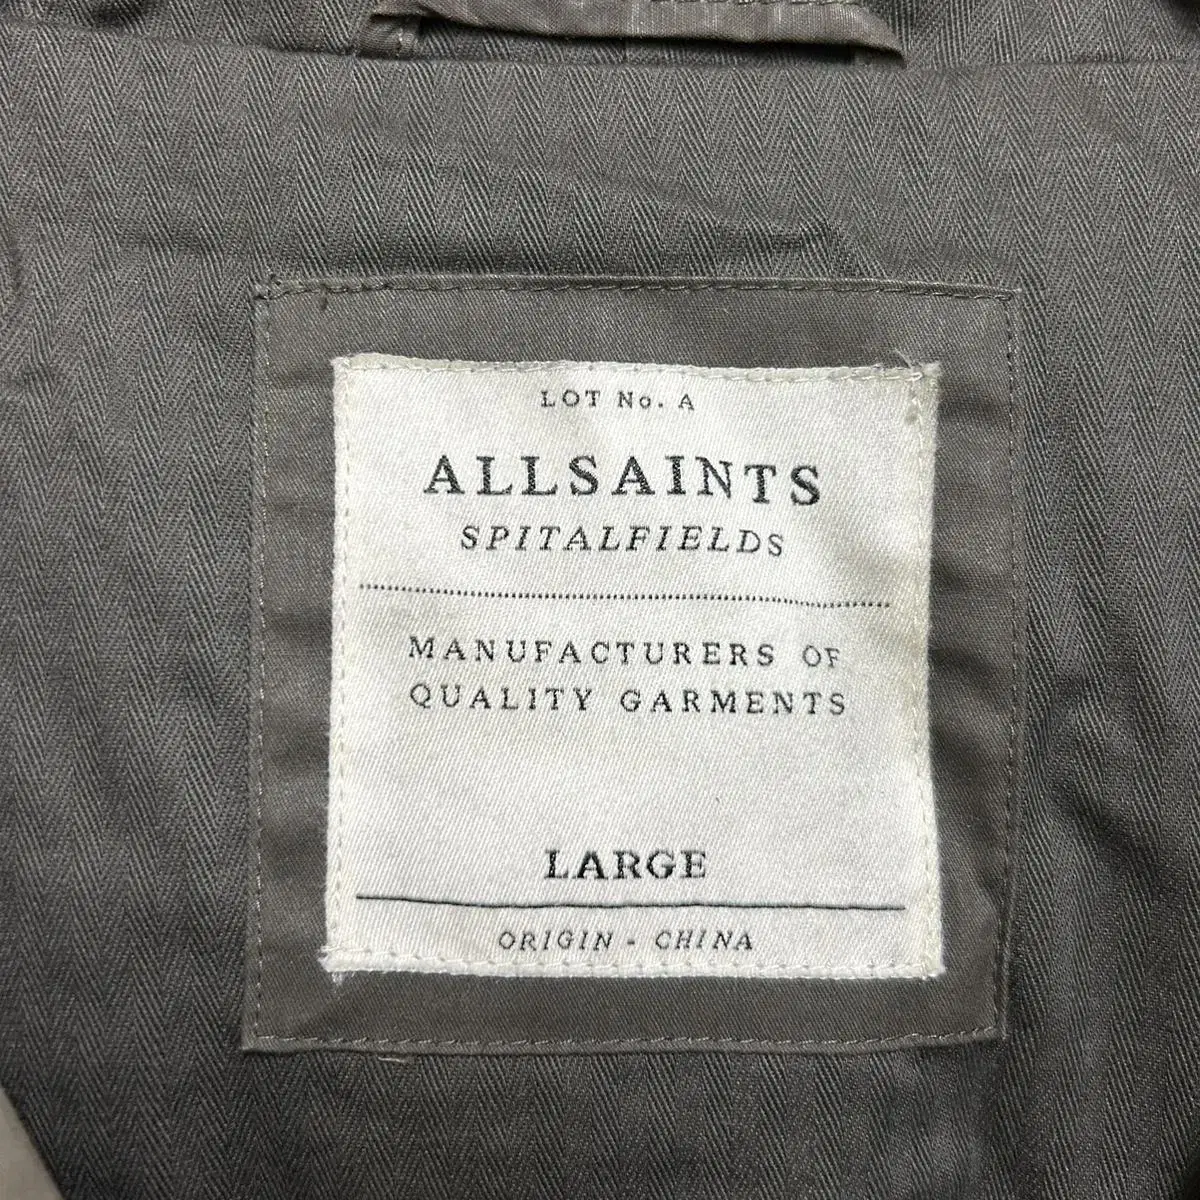 LOT No. A
ALLSAINTS
SPITALFIELDS
MANUFACTURERS OF
QUALITY GARMENTS
LARGE
ORIGIN - CHINA